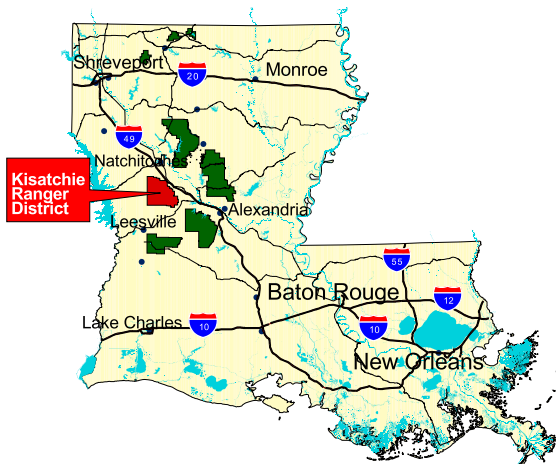 Shreveport
20
Monroe
49
Natchitoches
Kisatchie
Ranger
District
Alexandria
Leesville
55
Baton Rouge
12
Lake Charles
10
10
New Orleans